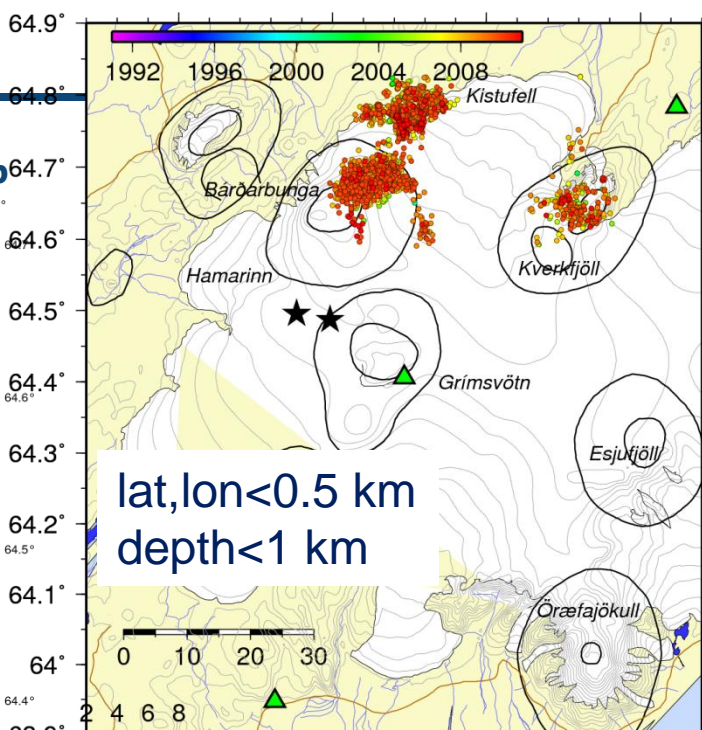 64.9°
1992 1996 2000 2004 2008
64.8°
Kistufell
64.7°
Bárðarbunga
64.6°
Kverkfjöll
Hamarinn
64.5°
64.4°
Grímsvötn
64.6°
64.3°
Esjufjöll
lat,lon<0.5 km
depth<1 km
64.2°
64.5°
64.1°
Öræfajökull
64°
0 10 20 30
64.4°
2 4 6 8